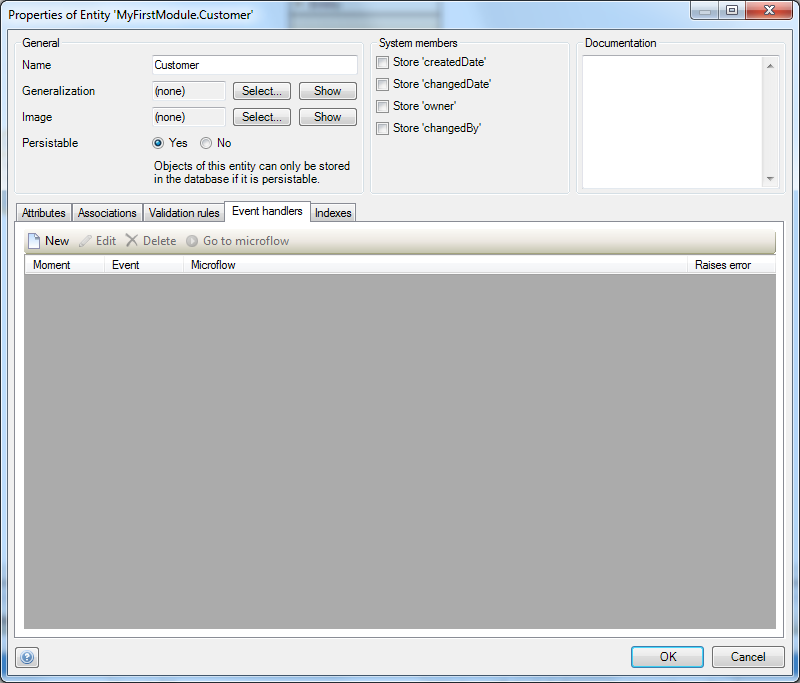 Properties of Entity 'MyFirstModule.Customer'
General
Name Customer
Generalization (none) Select... Show
Image (none) Select... Show
Persistable Yes No
Objects of this entity can only be stored
in the database if it is persistable.
System members
Store 'createdDate'
Store 'changedDate'
Store 'owner'
Store 'changedBy'
Documentation
Attributes Associations Validation rules Event handlers Indexes
New Edit Delete Go to microflow
Moment Event Microflow Raises error
OK Cancel